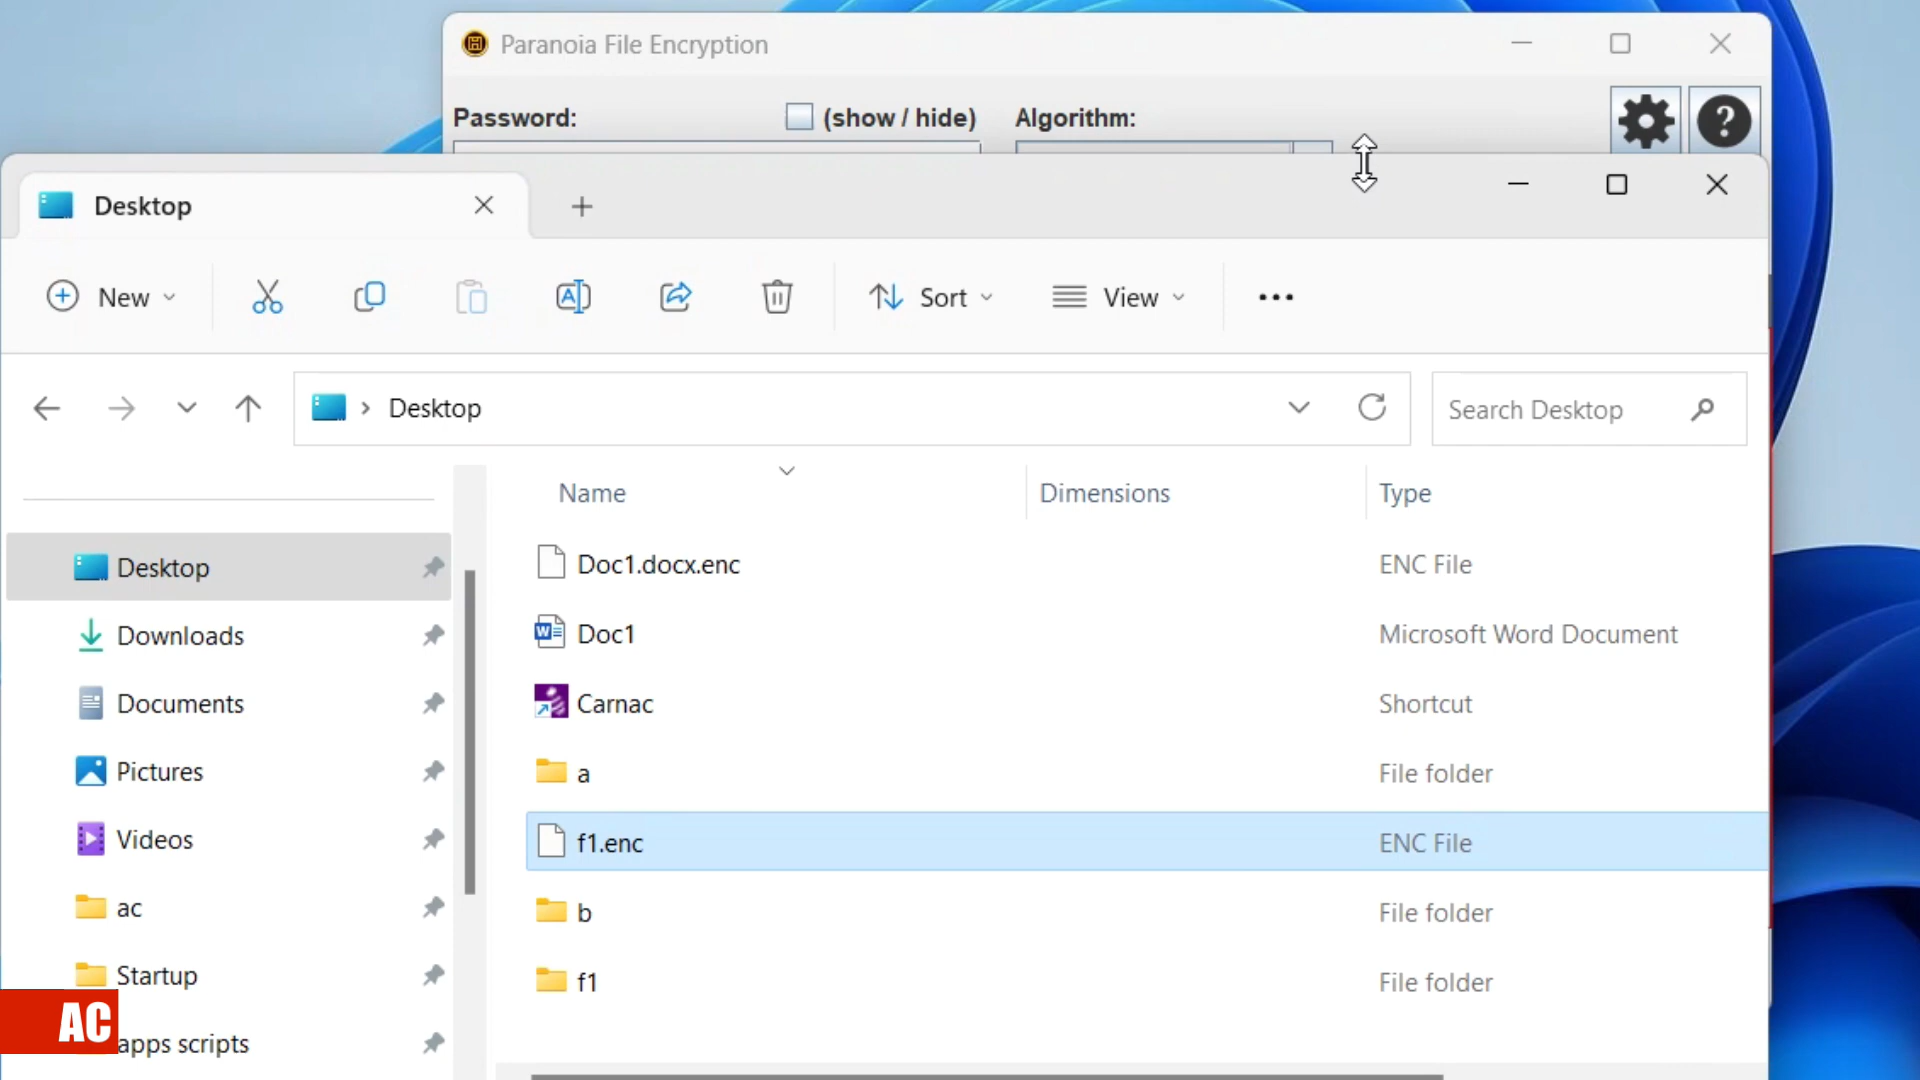 Paranoia File Encryption
Password: (show / hide) Algorithm:
Desktop
New Sort View
Desktop Search Desktop
Name Dimensions Type
Desktop
Downloads
Documents
Pictures
Videos
ac
Startup
apps scripts
Doc1.docx.enc ENC File
Doc1 Microsoft Word Document
Carnac Shortcut
a File folder
f1.enc ENC File
b File folder
f1 File folder
AC